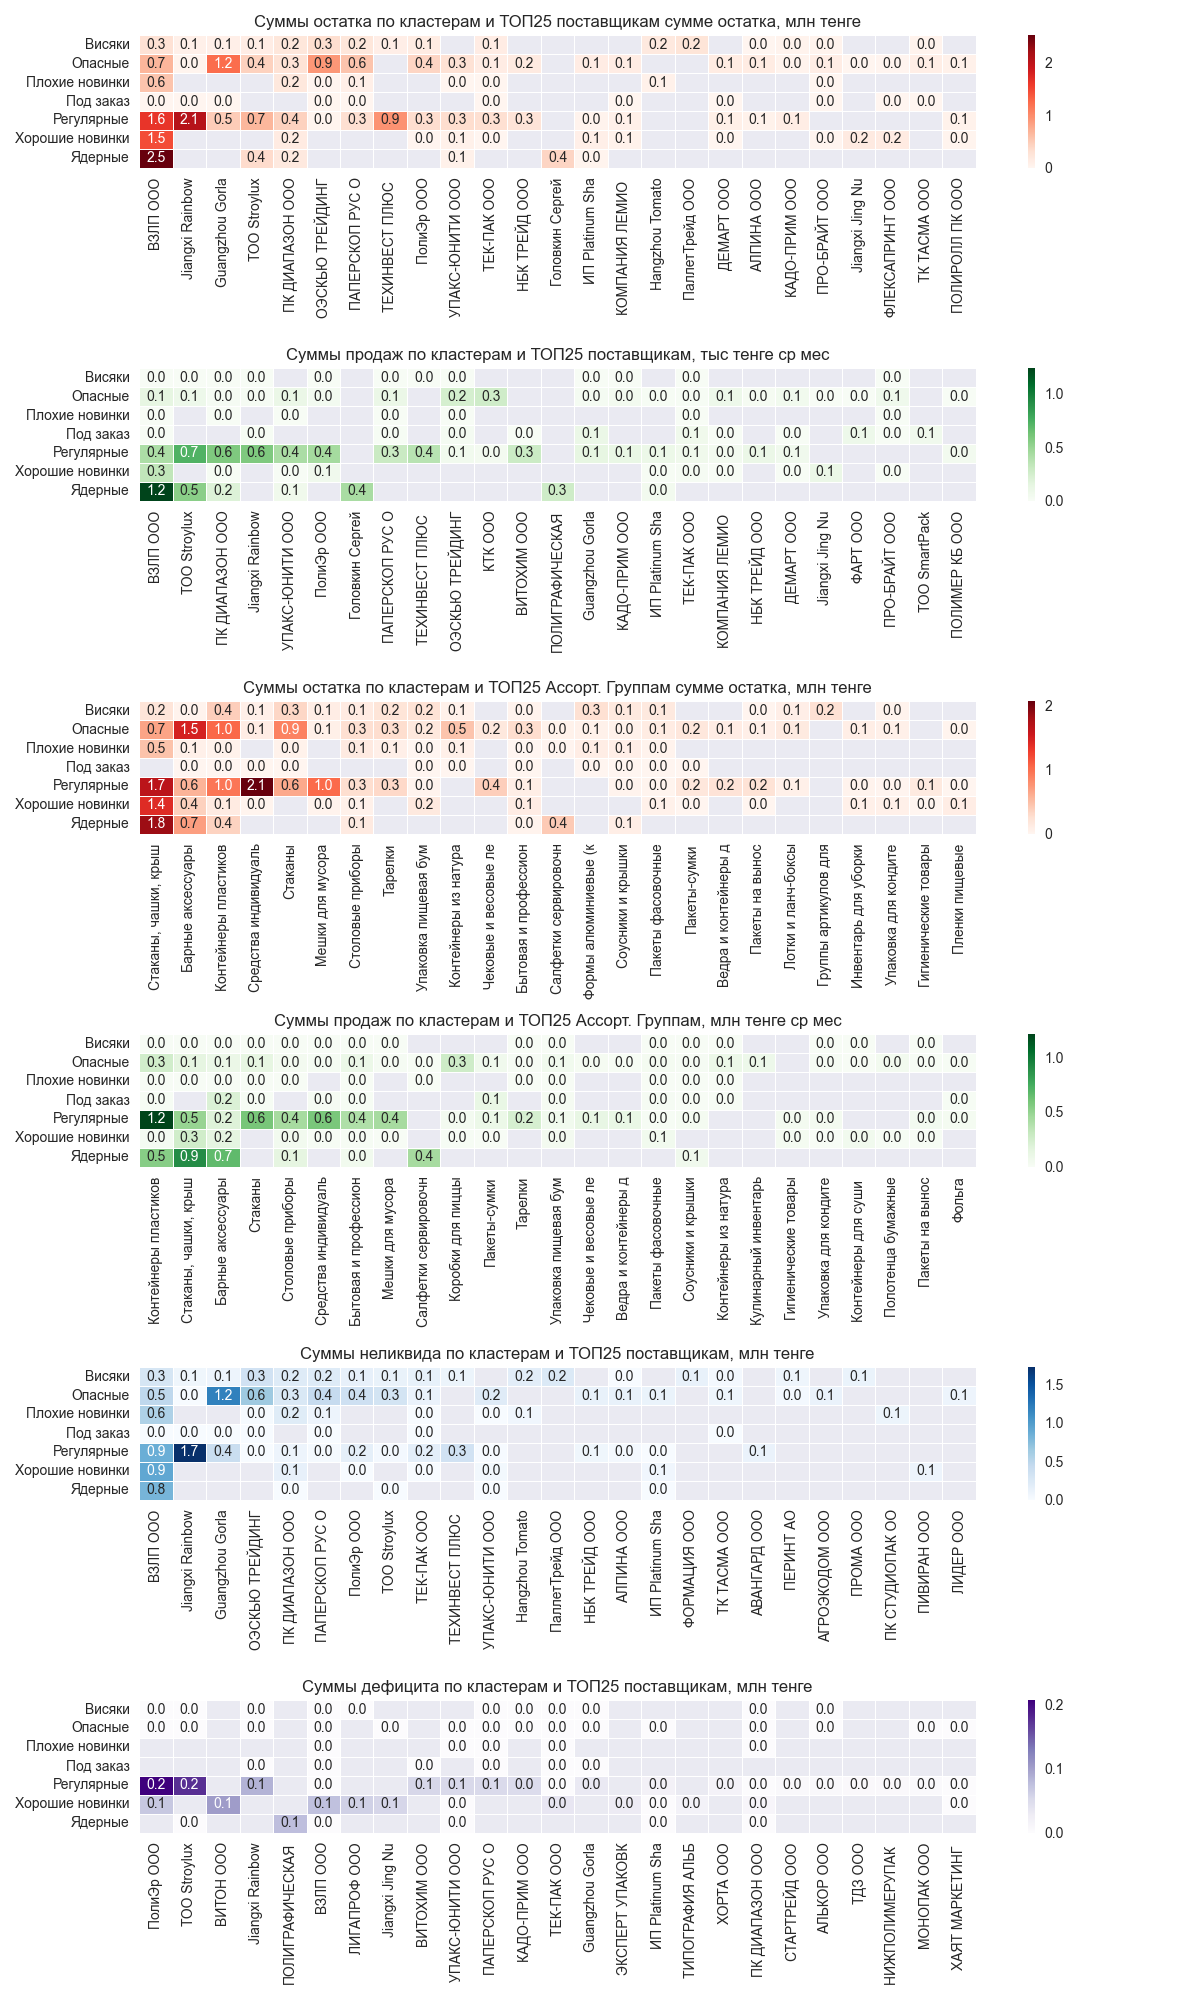 Суммы остатка по кластерам и ТОП25 поставщикам сумме остатка, млн тенге
Висяки 0.3 0.1 0.1 0.1 0.2 0.3 0.2 0.1 0.1 0.1 0.2 0.2 0.0 0.0 0.0 0.0
Опасные 0.7 0.0 1.2 0.4 0.3 0.9 0.6 0.4 0.3 0.1 0.2 0.1 0.1 0.1 0.1 0.0 0.1 0.0 0.0 0.1 0.1
Плохие новинки 0.6 0.2 0.0 0.1 0.0 0.0 0.1 0.0
Под заказ 0.0 0.0 0.0 0.0 0.0 0.0 0.0 0.0 0.0 0.0 0.0
Регулярные 1.6 2.1 0.5 0.7 0.4 0.0 0.3 0.9 0.3 0.3 0.3 0.3 0.0 0.1 0.1 0.1 0.1 0.1
Хорошие новинки 1.5 0.2 0.0 0.1 0.0 0.1 0.1 0.0 0.0 0.2 0.2 0.0
Ядерные 2.5 0.4 0.2 0.1 0.4 0.0
2
1
0
ВЗЛП ООО
Jiangxi Rainbow
Guangzhou Gorla
ТОО Stroylux
ПК ДИАПАЗОН ООО
ОЭСКЬЮ ТРЕЙДИНГ
ПАПЕРСКОП РУС О
ТЕХИНВЕСТ ПЛЮС
ПолиЭр ООО
УПАКС-ЮНИТИ ООО
ТЕК-ПАК ООО
НБК ТРЕЙД ООО
Головкин Сергей
ИП Platinum Sha
КОМПАНИЯ ЛЕМИО
Hangzhou Tomato
ПаллетТрейд ООО
ДЕМАРТ ООО
АЛПИНА ООО
КАДО-ПРИМ ООО
ПРО-БРАЙТ ООО
Jiangxi Jing Nu
ФЛЕКСАПРИНТ ООО
ТК ТАСМА ООО
ПОЛИРОЛЛ ПК ООО
Суммы продаж по кластерам и ТОП25 поставщикам, тыс тенге ср мес
Висяки 0.0 0.0 0.0 0.0 0.0 0.0 0.0 0.0 0.0 0.0 0.0 0.0
Опасные 0.1 0.1 0.0 0.0 0.1 0.0 0.1 0.2 0.3 0.0 0.0 0.0 0.0 0.1 0.0 0.1 0.0 0.0 0.1 0.0
Плохие новинки 0.0 0.0 0.0 0.0 0.0 0.0 0.0
Под заказ 0.0 0.0 0.0 0.0 0.0 0.1 0.1 0.0 0.0 0.1 0.0 0.1
Регулярные 0.4 0.7 0.6 0.6 0.4 0.4 0.3 0.4 0.1 0.0 0.3 0.1 0.1 0.1 0.1 0.0 0.1 0.1 0.0
Хорошие новинки 0.3 0.0 0.0 0.1 0.0 0.0 0.0 0.0 0.1 0.0
Ядерные 1.2 0.5 0.2 0.1 0.4 0.3 0.0
1.0
0.5
0.0
ВЗЛП ООО
ТОО Stroylux
ПК ДИАПАЗОН ООО
Jiangxi Rainbow
УПАКС-ЮНИТИ ООО
ПолиЭр ООО
Головкин Сергей
ПАПЕРСКОП РУС О
ТЕХИНВЕСТ ПЛЮС
ОЭСКЬЮ ТРЕЙДИНГ
КТК ООО
ВИТОХИМ ООО
ПОЛИГРАФИЧЕСКАЯ
Guangzhou Gorla
КАДО-ПРИМ ООО
ИП Platinum Sha
ТЕК-ПАК ООО
КОМПАНИЯ ЛЕМИО
НБК ТРЕЙД ООО
ДЕМАРТ ООО
Jiangxi Jing Nu
ФАРТ ООО
ПРО-БРАЙТ ООО
ТОО SmartPack
ПОЛИМЕР КБ ООО
Суммы остатка по кластерам и ТОП25 Ассорт. Группам сумме остатка, млн тенге
Висяки 0.2 0.0 0.4 0.1 0.3 0.1 0.1 0.2 0.2 0.1 0.0 0.3 0.1 0.1 0.0 0.1 0.2 0.0
Опасные 0.7 1.5 1.0 0.1 0.9 0.1 0.3 0.3 0.2 0.5 0.2 0.3 0.0 0.1 0.0 0.1 0.2 0.1 0.1 0.1 0.1 0.1 0.0
Плохие новинки 0.5 0.1 0.0 0.0 0.1 0.1 0.0 0.1 0.0 0.0 0.1 0.1 0.0
Под заказ 0.0 0.0 0.0 0.0 0.0 0.0 0.0 0.0 0.0 0.0
Регулярные 1.7 0.6 1.0 2.1 0.6 1.0 0.3 0.3 0.0 0.4 0.1 0.0 0.0 0.2 0.2 0.2 0.1 0.0 0.0 0.1 0.0
Хорошие новинки 1.4 0.4 0.1 0.0 0.0 0.1 0.2 0.1 0.1 0.0 0.0 0.1 0.1 0.0 0.1
Ядерные 1.8 0.7 0.4 0.1 0.0 0.4 0.1
2
1
0
Стаканы, чашки, крыш
Барные аксессуары
Контейнеры пластиков
Средства индивидуаль
Стаканы
Мешки для мусора
Столовые приборы
Тарелки
Упаковка пищевая бум
Контейнеры из натура
Чековые и весовые ле
Бытовая и профессион
Салфетки сервировочн
Формы алюминиевые (к
Соусники и крышки
Пакеты фасовочные
Пакеты-сумки
Ведра и контейнеры д
Пакеты на вынос
Лотки и ланч-боксы
Группы артикулов для
Инвентарь для уборки
Упаковка для кондите
Гигиенические товары
Пленки пищевые
Суммы продаж по кластерам и ТОП25 Ассорт. Группам, млн тенге ср мес
Висяки 0.0 0.0 0.0 0.0 0.0 0.0 0.0 0.0 0.0 0.0 0.0 0.0 0.0 0.0 0.0 0.0
Опасные 0.3 0.1 0.1 0.1 0.0 0.0 0.1 0.0 0.0 0.3 0.1 0.0 0.1 0.0 0.0 0.0 0.0 0.1 0.1 0.0 0.0 0.0 0.0 0.0
Плохие новинки 0.0 0.0 0.0 0.0 0.0 0.0 0.0 0.0 0.0 0.0 0.0 0.0
Под заказ 0.0 0.2 0.0 0.0 0.0 0.0 0.1 0.0 0.0 0.0 0.0 0.0
Регулярные 1.2 0.5 0.2 0.6 0.4 0.6 0.4 0.4 0.0 0.1 0.2 0.1 0.1 0.1 0.0 0.0 0.0 0.0 0.0 0.0
Хорошие новинки 0.0 0.3 0.2 0.0 0.0 0.0 0.0 0.0 0.0 0.0 0.1 0.0 0.0 0.0 0.0 0.0
Ядерные 0.5 0.9 0.7 0.1 0.0 0.4 0.1
1.0
0.5
0.0
Контейнеры пластиков
Стаканы, чашки, крыш
Барные аксессуары
Стаканы
Столовые приборы
Средства индивидуаль
Бытовая и профессион
Мешки для мусора
Салфетки сервировочн
Коробки для пиццы
Пакеты-сумки
Тарелки
Упаковка пищевая бум
Чековые и весовые ле
Ведра и контейнеры д
Пакеты фасовочные
Соусники и крышки
Контейнеры из натура
Кулинарный инвентарь
Гигиенические товары
Упаковка для кондите
Контейнеры для суши
Полотенца бумажные
Пакеты на вынос
Фольга
Суммы неликвида по кластерам и ТОП25 поставщикам, млн тенге
Висяки 0.3 0.1 0.1 0.3 0.2 0.2 0.1 0.1 0.1 0.1 0.2 0.2 0.0 0.1 0.0 0.1 0.1
Опасные 0.5 0.0 1.2 0.6 0.3 0.4 0.4 0.3 0.1 0.2 0.1 0.1 0.1 0.1 0.0 0.1 0.1
Плохие новинки 0.6 0.0 0.2 0.1 0.0 0.0 0.1 0.1
Под заказ 0.0 0.0 0.0 0.0 0.0 0.0 0.0
Регулярные 0.9 1.7 0.4 0.0 0.1 0.0 0.2 0.0 0.2 0.3 0.0 0.1 0.0 0.0 0.1
Хорошие новинки 0.9 0.1 0.0 0.0 0.0 0.1 0.1
Ядерные 0.8 0.0 0.0 0.0 0.0
1.5
1.0
0.5
0.0
ВЗЛП ООО
Jiangxi Rainbow
Guangzhou Gorla
ОЭСКЬЮ ТРЕЙДИНГ
ПК ДИАПАЗОН ООО
ПАПЕРСКОП РУС О
ПолиЭр ООО
ТОО Stroylux
ТЕК-ПАК ООО
ТЕХИНВЕСТ ПЛЮС
УПАКС-ЮНИТИ ООО
Hangzhou Tomato
ПаллетТрейд ООО
НБК ТРЕЙД ООО
АЛПИНА ООО
ИП Platinum Sha
ФОРМАЦИЯ ООО
ТК ТАСМА ООО
АВАНГАРД ООО
ПЕРИНТ АО
АГРОЭКОДОМ ООО
ПРОМА ООО
ПК СТУДИОПАК ОО
ПИВИРАН ООО
ЛИДЕР ООО
Суммы дефицита по кластерам и ТОП25 поставщикам, млн тенге
Висяки 0.0 0.0 0.0 0.0 0.0 0.0 0.0 0.0 0.0 0.0 0.0
Опасные 0.0 0.0 0.0 0.0 0.0 0.0 0.0 0.0 0.0 0.0 0.0 0.0 0.0 0.0 0.0
Плохие новинки 0.0 0.0 0.0 0.0 0.0
Под заказ 0.0 0.0 0.0 0.0 0.0 0.0
Регулярные 0.2 0.2 0.1 0.0 0.1 0.1 0.1 0.0 0.0 0.0 0.0 0.0 0.0 0.0 0.0 0.0 0.0 0.0 0.0
Хорошие новинки 0.1 0.1 0.1 0.1 0.1 0.0 0.0 0.0 0.0 0.0 0.0 0.0
Ядерные 0.0 0.1 0.0 0.0 0.0 0.0
0.2
0.1
0.0
ПолиЭр ООО
ТОО Stroylux
ВИТОН ООО
Jiangxi Rainbow
ПОЛИГРАФИЧЕСКАЯ
ВЗЛП ООО
ЛИГАПРОФ ООО
Jiangxi Jing Nu
ВИТОХИМ ООО
УПАКС-ЮНИТИ ООО
ПАПЕРСКОП РУС О
КАДО-ПРИМ ООО
ТЕК-ПАК ООО
Guangzhou Gorla
ЭКСПЕРТ УПАКОВК
ИП Platinum Sha
ТИПОГРАФИЯ АЛЬБ
ХОРТА ООО
ПК ДИАПАЗОН ООО
СТАРТРЕЙД ООО
АЛЬКОР ООО
ТДЗ ООО
НИЖПОЛИМЕРУПАК
МОНОПАК ООО
ХАЯТ МАРКЕТИНГ